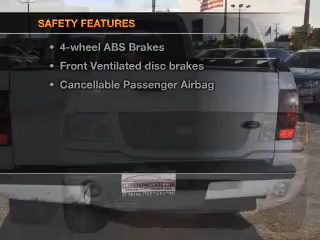 SAFETY FEATURES
• 4-wheel ABS Brakes
• Front Ventilated disc brakes
• Cancellable Passenger Airbag